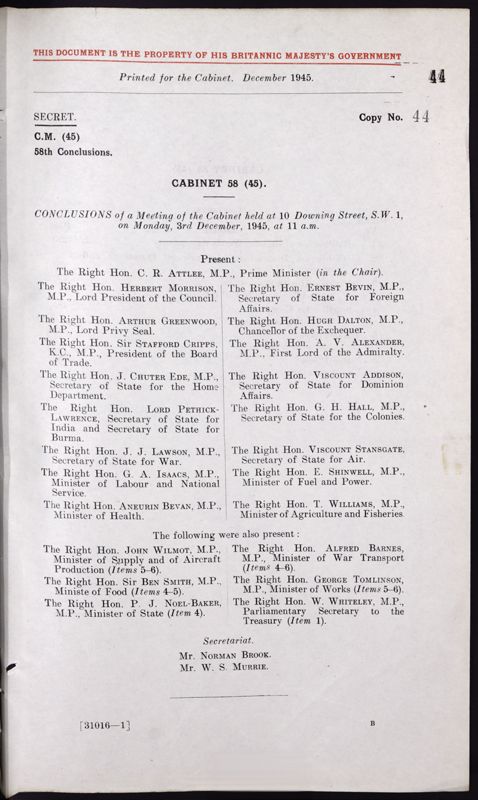 THIS DOCUMENT IS THE PROPERTY OF HIS BRITANNIC MAJESTY'S GOVERNMENT
Printed for the Cabinet. December 1945.
44
SECRET.
Copy No. 44
C.M. (45)
58th Conclusions.
CABINET 58 (45).
CONCLUSIONS of a Meeting of the Cabinet held at 10 Downing Street, S.W. 1,
on Monday, 3rd December, 1945, at 11 a.m.
Present :
The Right Hon. C. R. ATTLEE, M.P., Prime Minister (in the Chair).
The Right Hon. HERBERT MORRISON,
M.P., Lord President of the Council.
The Right Hon. ERNEST BEVIN, M.P.,
Secretary of State for Foreign
Affairs.
The Right Hon. ARTHUR GREENWOOD,
M.P., Lord Privy Seal.
The Right Hon. HUGH DALTON, M.P.,
Chancellor of the Exchequer.
The Right Hon. Sir STAFFORD CRIPPS,
K.C., M.P., President of the Board
of Trade.
The Right Hon. A. V. ALEXANDER,
M.P., First Lord of the Admiralty.
The Right Hon. J. CHUTER EDE, M.P.,
Secretary of State for the Home
Department.
The Right Hon. VISCOUNT ADDISON,
Secretary of State for Dominion
Affairs.
The Right Hon. LORD PETHICK-
LAWRENCE, Secretary of State for
India and Secretary of State for
Burma.
The Right Hon. G. H. HALL, M.P.,
Secretary of State for the Colonies.
The Right Hon. J. J. LAWSON, M.P.,
Secretary of State for War.
The Right Hon. VISCOUNT STANSGATE,
Secretary of State for Air.
The Right Hon. G. A. ISAACS, M.P.,
Minister of Labour and National
Service.
The Right Hon. E. SHINWELL, M.P.,
Minister of Fuel and Power.
The Right Hon. ANEURIN BEVAN, M.P.,
Minister of Health.
The Right Hon. T. WILLIAMS, M.P.,
Minister of Agriculture and Fisheries.
The following were also present :
The Right Hon. JOHN WILMOT, M.P.,
Minister of Supply and of Aircraft
Production (Items 5–6).
The Right Hon. ALFRED BARNES,
M.P., Minister of War Transport
(Items 4–6).
The Right Hon. Sir BEN SMITH, M.P.,
Ministe of Food (Items 4–5).
The Right Hon. GEORGE TOMLINSON,
M.P., Minister of Works (Items 5–6).
The Right Hon. P. J. NOEL-BAKER,
M.P., Minister of State (Item 4).
The Right Hon. W. WHITELEY, M.P.,
Parliamentary Secretary to the
Treasury (Item 1).
Secretariat.
Mr. NORMAN BROOK.
Mr. W. S. MURRIE.
[31016—1]
B